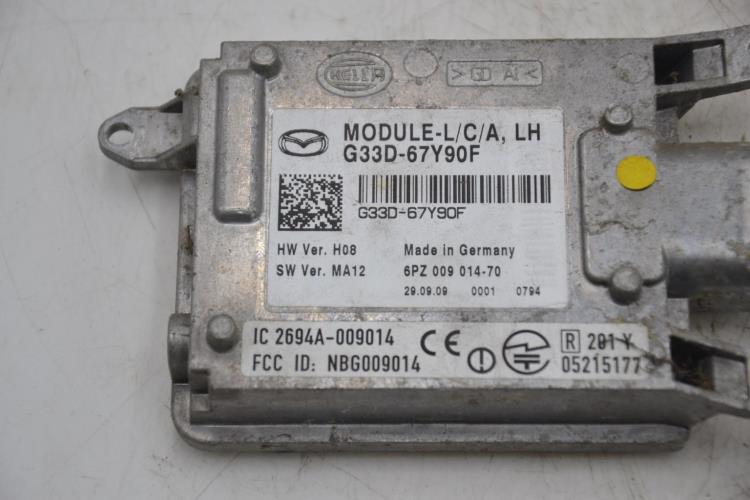 HELLA
>GD Al<
MODULE-L/C/A, LH
G33D-67Y90F
G33D-67Y90F
HW Ver. H08
Made in Germany
SW Ver. MA12
6PZ 009 014-70
29.09.09 0001 0794
IC 2694A-009014
FCC ID: NBG009014
CE
R 201 Y
05215177